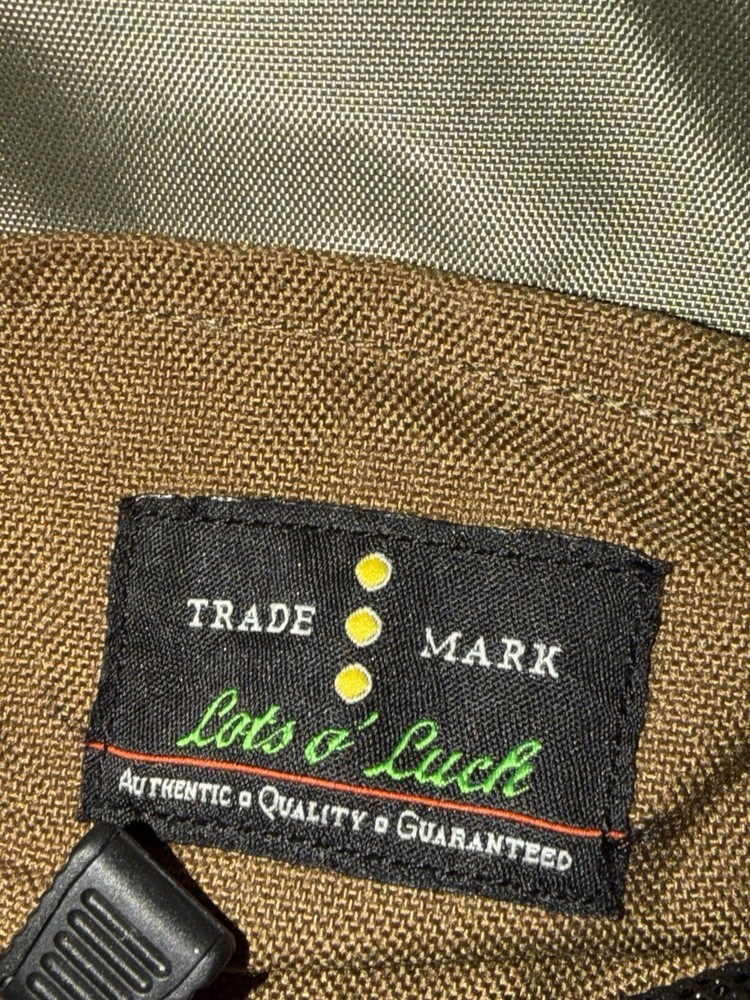 TRADE MARK
Lots o' Luck
AUTHENTIC QUALITY GUARANTEED